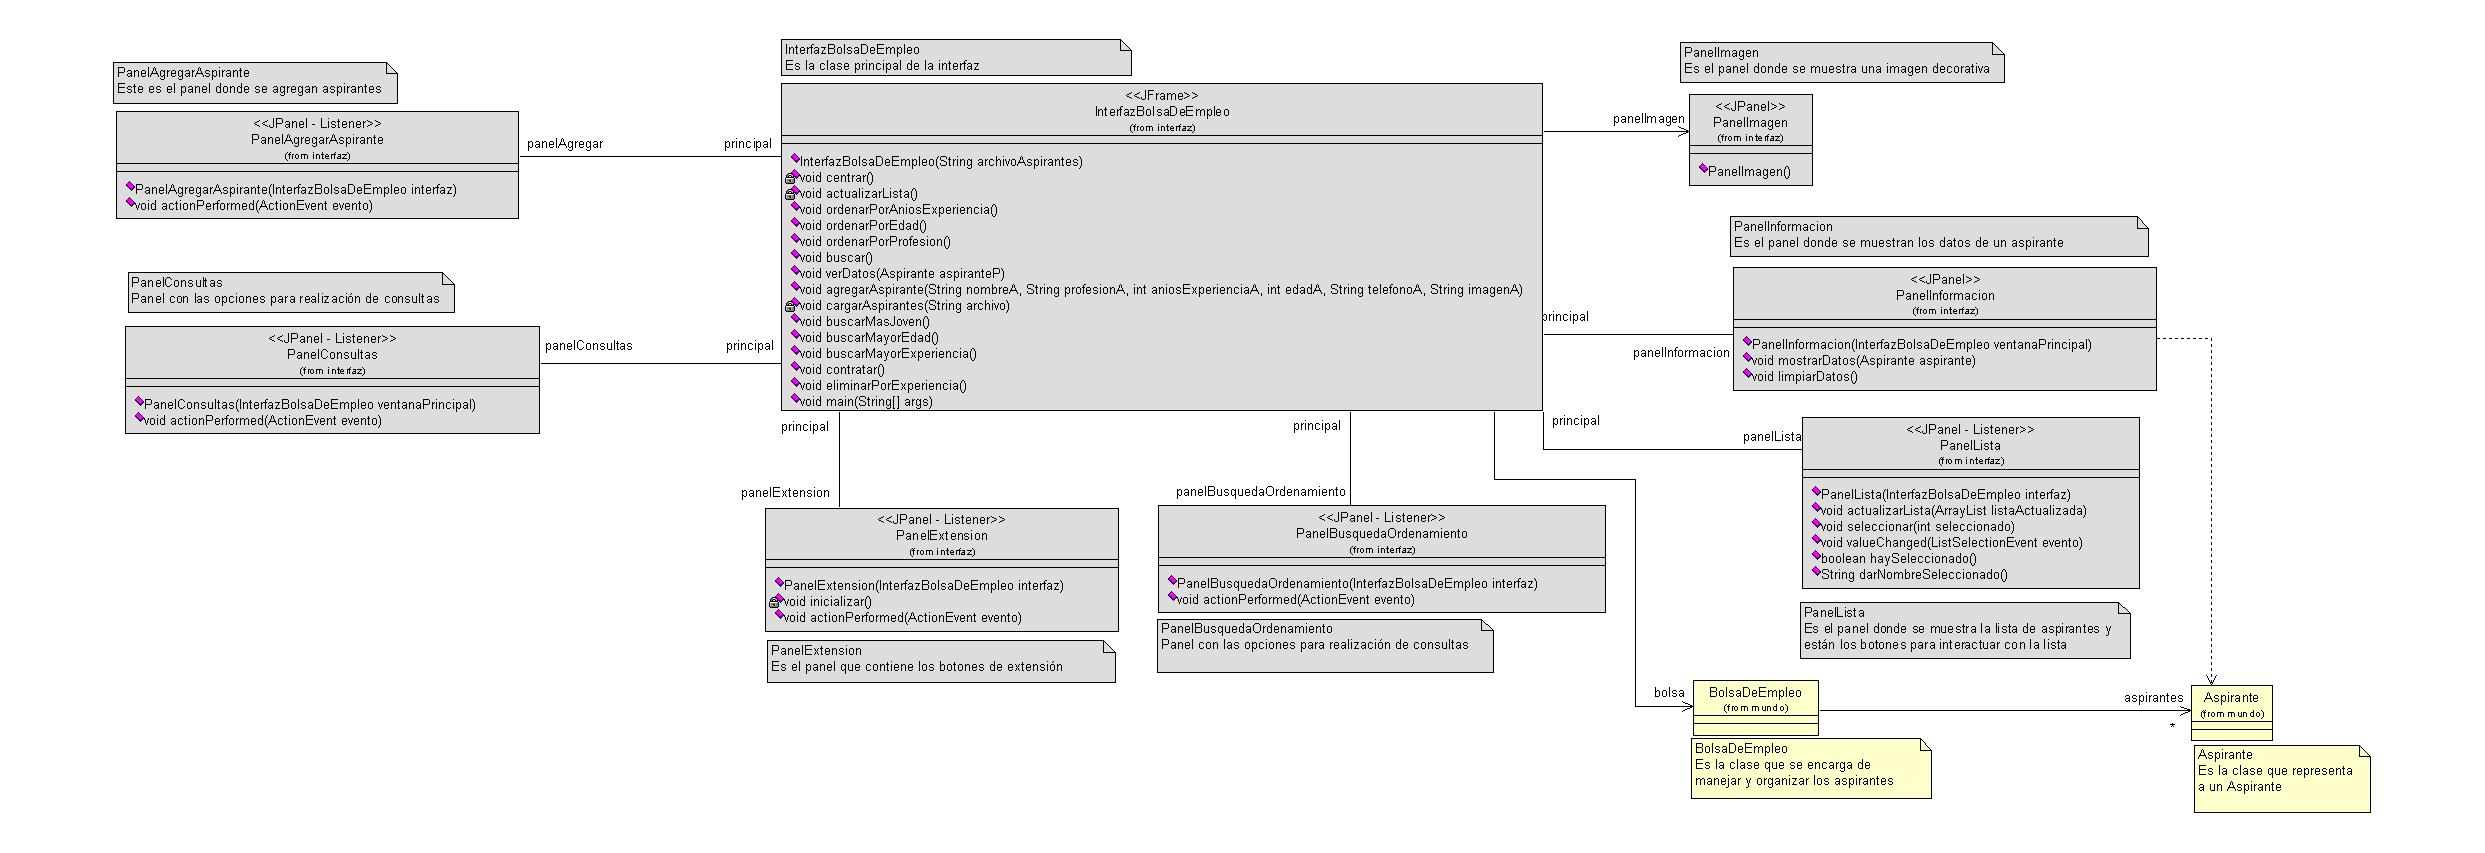 PanelAgregarAspirante
Este es el panel donde se agregan aspirantes
<<JPanel - Listener>>
PanelAgregarAspirante
(from interfaz)
PanelAgregarAspirante(InterfazBolsaDeEmpleo interfaz)
void actionPerformed(ActionEvent evento)
panelAgregar
principal
PanelConsultas
Panel con las opciones para realización de consultas
<<JPanel - Listener>>
PanelConsultas
(from interfaz)
PanelConsultas(InterfazBolsaDeEmpleo ventanaPrincipal)
void actionPerformed(ActionEvent evento)
panelConsultas
principal
InterfazBolsaDeEmpleo
Es la clase principal de la interfaz
<<JFrame>>
InterfazBolsaDeEmpleo
(from interfaz)
InterfazBolsaDeEmpleo(String archivoAspirantes)
void centrar()
void actualizarLista()
void ordenarPorAniosExperiencia()
void ordenarPorEdad()
void ordenarPorProfesion()
void buscar()
void verDatos(Aspirante aspiranteP)
void agregarAspirante(String nombreA, String profesionA, int aniosExperienciaA, int edadA, String telefonoA, String imagenA)
void cargarAspirantes(String archivo)
void buscarMasJoven()
void buscarMayorEdad()
void buscarMayorExperiencia()
void contratar()
void eliminarPorExperiencia()
void main(String[] args)
principal
panelExtension
<<JPanel - Listener>>
PanelExtension
(from interfaz)
PanelExtension(InterfazBolsaDeEmpleo interfaz)
void inicializar()
void actionPerformed(ActionEvent evento)
PanelExtension
Es el panel que contiene los botones de extensión
principal
panelBusquedaOrdenamiento
<<JPanel - Listener>>
PanelBusquedaOrdenamiento
(from interfaz)
PanelBusquedaOrdenamiento(InterfazBolsaDeEmpleo interfaz)
void actionPerformed(ActionEvent evento)
PanelBusquedaOrdenamiento
Panel con las opciones para realización de consultas
PanelImagen
Es el panel donde se muestra una imagen decorativa
panelImagen
<<JPanel>>
PanelImagen
(from interfaz)
PanelImagen()
PanelInformacion
Es el panel donde se muestran los datos de un aspirante
principal
panelInformacion
<<JPanel>>
PanelInformacion
(from interfaz)
PanelInformacion(InterfazBolsaDeEmpleo ventanaPrincipal)
void mostrarDatos(Aspirante aspirante)
void limpiarDatos()
principal
panelLista
<<JPanel - Listener>>
PanelLista
(from interfaz)
PanelLista(InterfazBolsaDeEmpleo interfaz)
void actualizarLista(ArrayList listaActualizada)
void seleccionar(int seleccionado)
void valueChanged(ListSelectionEvent evento)
boolean haySeleccionado()
String darNombreSeleccionado()
PanelLista
Es el panel donde se muestra la lista de aspirantes y
están los botones para interactuar con la lista
bolsa
BolsaDeEmpleo
(from mundo)
BolsaDeEmpleo
Es la clase que se encarga de
manejar y organizar los aspirantes
aspirantes
*
Aspirante
(from mundo)
Aspirante
Es la clase que representa
a un Aspirante